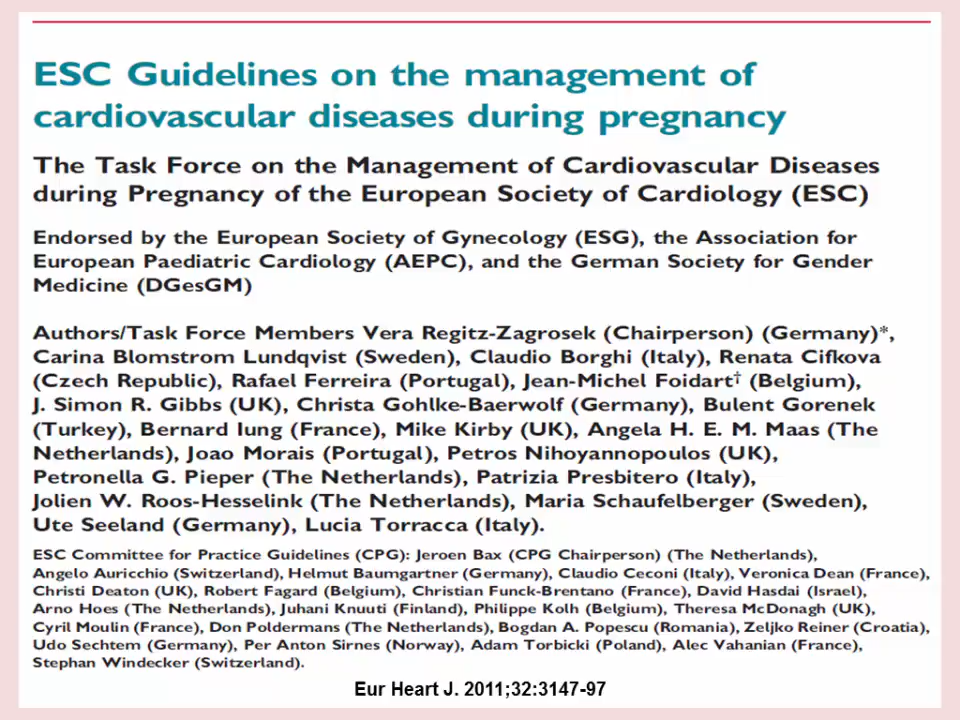 ESC Guidelines on the management of
cardiovascular diseases during pregnancy
The Task Force on the Management of Cardiovascular Diseases
during Pregnancy of the European Society of Cardiology (ESC)
Endorsed by the European Society of Gynecology (ESG), the Association for
European Paediatric Cardiology (AEPC), and the German Society for Gender
Medicine (DGesGM)
Authors/Task Force Members Vera Regitz-Zagrosek (Chairperson) (Germany)*,
Carina Blomstrom Lundqvist (Sweden), Claudio Borghi (Italy), Renata Cifkova
(Czech Republic), Rafael Ferreira (Portugal), Jean-Michel Foidart† (Belgium),
J. Simon R. Gibbs (UK), Christa Gohlke-Baerwolf (Germany), Bulent Gorenek
(Turkey), Bernard Iung (France), Mike Kirby (UK), Angela H. E. M. Maas (The
Netherlands), Joao Morais (Portugal), Petros Nihoyannopoulos (UK),
Petronella G. Pieper (The Netherlands), Patrizia Presbitero (Italy),
Jolien W. Roos-Hesselink (The Netherlands), Maria Schaufelberger (Sweden),
Ute Seeland (Germany), Lucia Torracca (Italy).
ESC Committee for Practice Guidelines (CPG): Jeroen Bax (CPG Chairperson) (The Netherlands),
Angelo Auricchio (Switzerland), Helmut Baumgartner (Germany), Claudio Ceconi (Italy), Veronica Dean (France),
Christi Deaton (UK), Robert Fagard (Belgium), Christian Funck-Brentano (France), David Hasdai (Israel),
Arno Hoes (The Netherlands), Juhani Knuuti (Finland), Philippe Kolh (Belgium), Theresa McDonagh (UK),
Cyril Moulin (France), Don Poldermans (The Netherlands), Bogdan A. Popescu (Romania), Zeljko Reiner (Croatia),
Udo Sechtem (Germany), Per Anton Sirnes (Norway), Adam Torbicki (Poland), Alec Vahanian (France),
Stephan Windecker (Switzerland).
Eur Heart J. 2011;32:3147-97